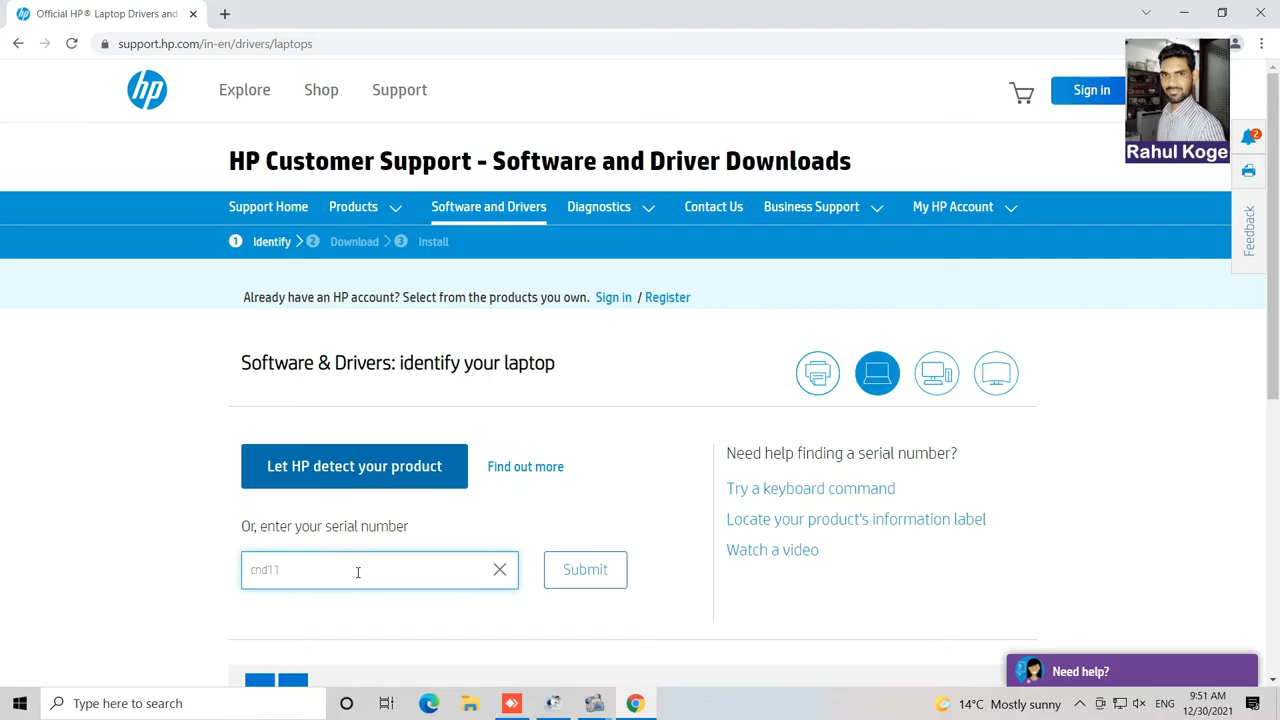 Official HP® Laptop Drivers and
support.hp.com/in-en/drivers/laptops
hp
Explore
Shop
Support
Sign in
Rahul Koge
2
HP Customer Support - Software and Driver Downloads
Support Home
Products
Software and Drivers
Diagnostics
Contact Us
Business Support
My HP Account
1 Identify
2 Download
3 Install
Feedback
Already have an HP account? Select from the products you own. Sign in / Register
Software & Drivers: identify your laptop
Let HP detect your product
Find out more
Need help finding a serial number?
Try a keyboard command
Or, enter your serial number
Locate your product's information label
Watch a video
cnd11
Submit
Need help?
Type here to search
14°C Mostly sunny
ENG
9:51 AM
12/30/2021